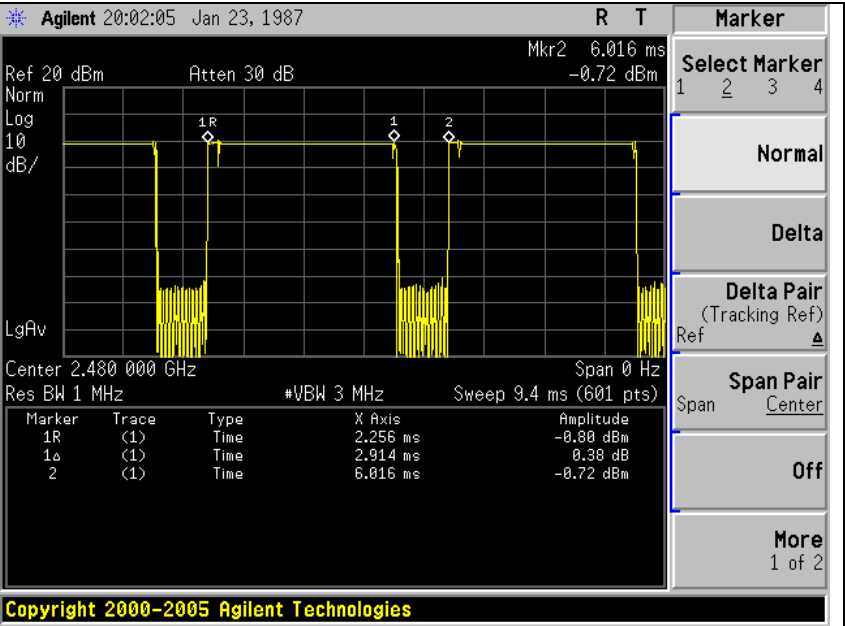 Agilent 20:02:05 Jan 23, 1987 R T
Mkr2 6.016 ms
Ref 20 dBm Atten 30 dB -0.72 dBm
Norm
Log
10
dB/
1R 1 2
LgAv
Center 2.480 000 GHz Span 0 Hz
Res BW 1 MHz #VBW 3 MHz Sweep 9.4 ms (601 pts)
Marker Trace Type X Axis Amplitude
1R (1) Time 2.256 ms -0.80 dBm
1Δ (1) Time 2.914 ms 0.38 dB
2 (1) Time 6.016 ms -0.72 dBm
Copyright 2000-2005 Agilent Technologies
Marker
Select Marker
1 2 3 4
Normal
Delta
Delta Pair
(Tracking Ref)
Ref Δ
Span Pair
Span Center
Off
More
1 of 2